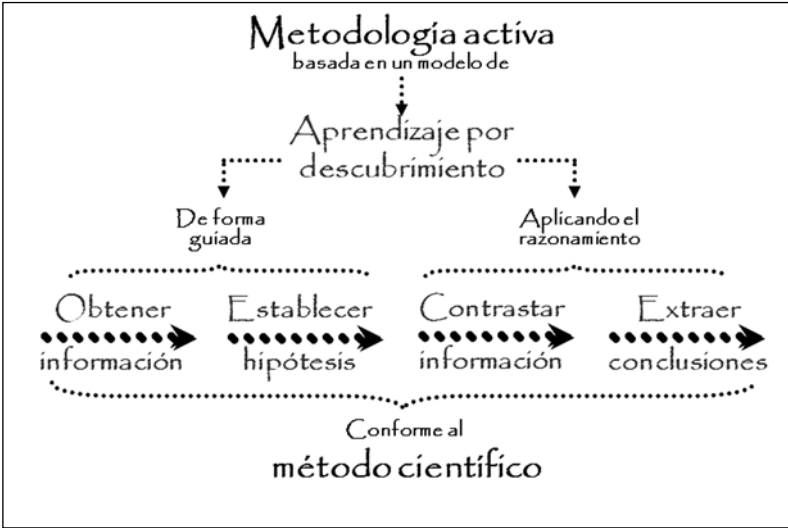 Metodología activa
basada en un modelo de
Aprendizaje por
descubrimiento
De forma
guiada
Aplicando el
razonamiento
Obtener
información
Establecer
hipótesis
Contrastar
información
Extraer
conclusiones
Conforme al
método científico